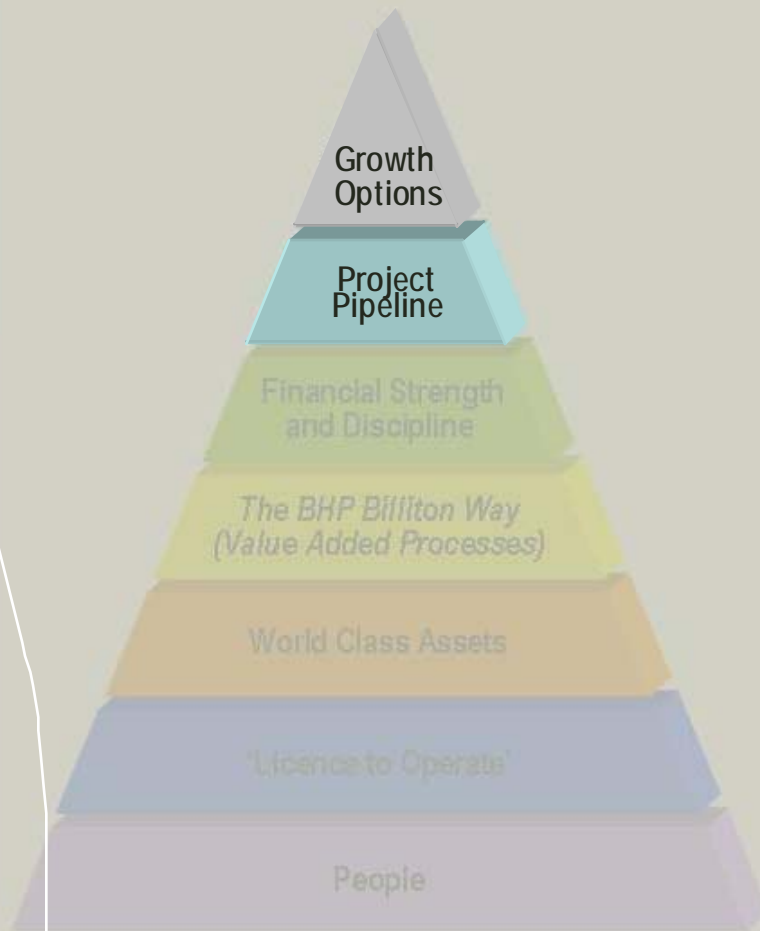 Growth
Options
Project
Pipeline
Financial Strength
and Discipline
The BHP Billiton Way
(Value Added Processes)
World Class Assets
'Licence to Operate'
People